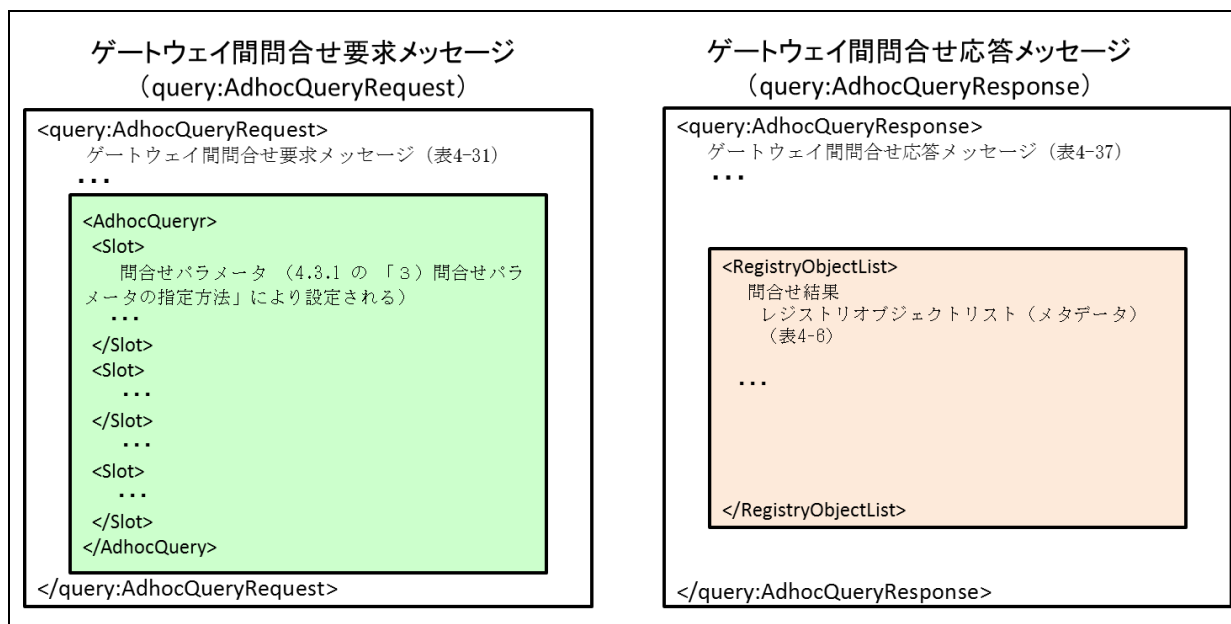 ゲートウェイ間問合せ要求メッセージ
（query:AdhocQueryRequest）
<query:AdhocQueryRequest>
ゲートウェイ間問合せ要求メッセージ（表4-31）
・・・
<AdhocQueryr>
<Slot>
問合せパラメータ （4.3.1 の 「３）問合せパラ
メータの指定方法」により設定される）
・・・
</Slot>
<Slot>
・・・
</Slot>
・・・
<Slot>
・・・
</Slot>
</AdhocQuery>
</query:AdhocQueryRequest>
ゲートウェイ間問合せ応答メッセージ
（query:AdhocQueryResponse）
<query:AdhocQueryResponse>
ゲートウェイ間問合せ応答メッセージ（表4-37）
・・・
<RegistryObjectList>
問合せ結果
レジストリオブジェクトリスト（メタデータ）
（表4-6）
・・・
</RegistryObjectList>
</query:AdhocQueryResponse>